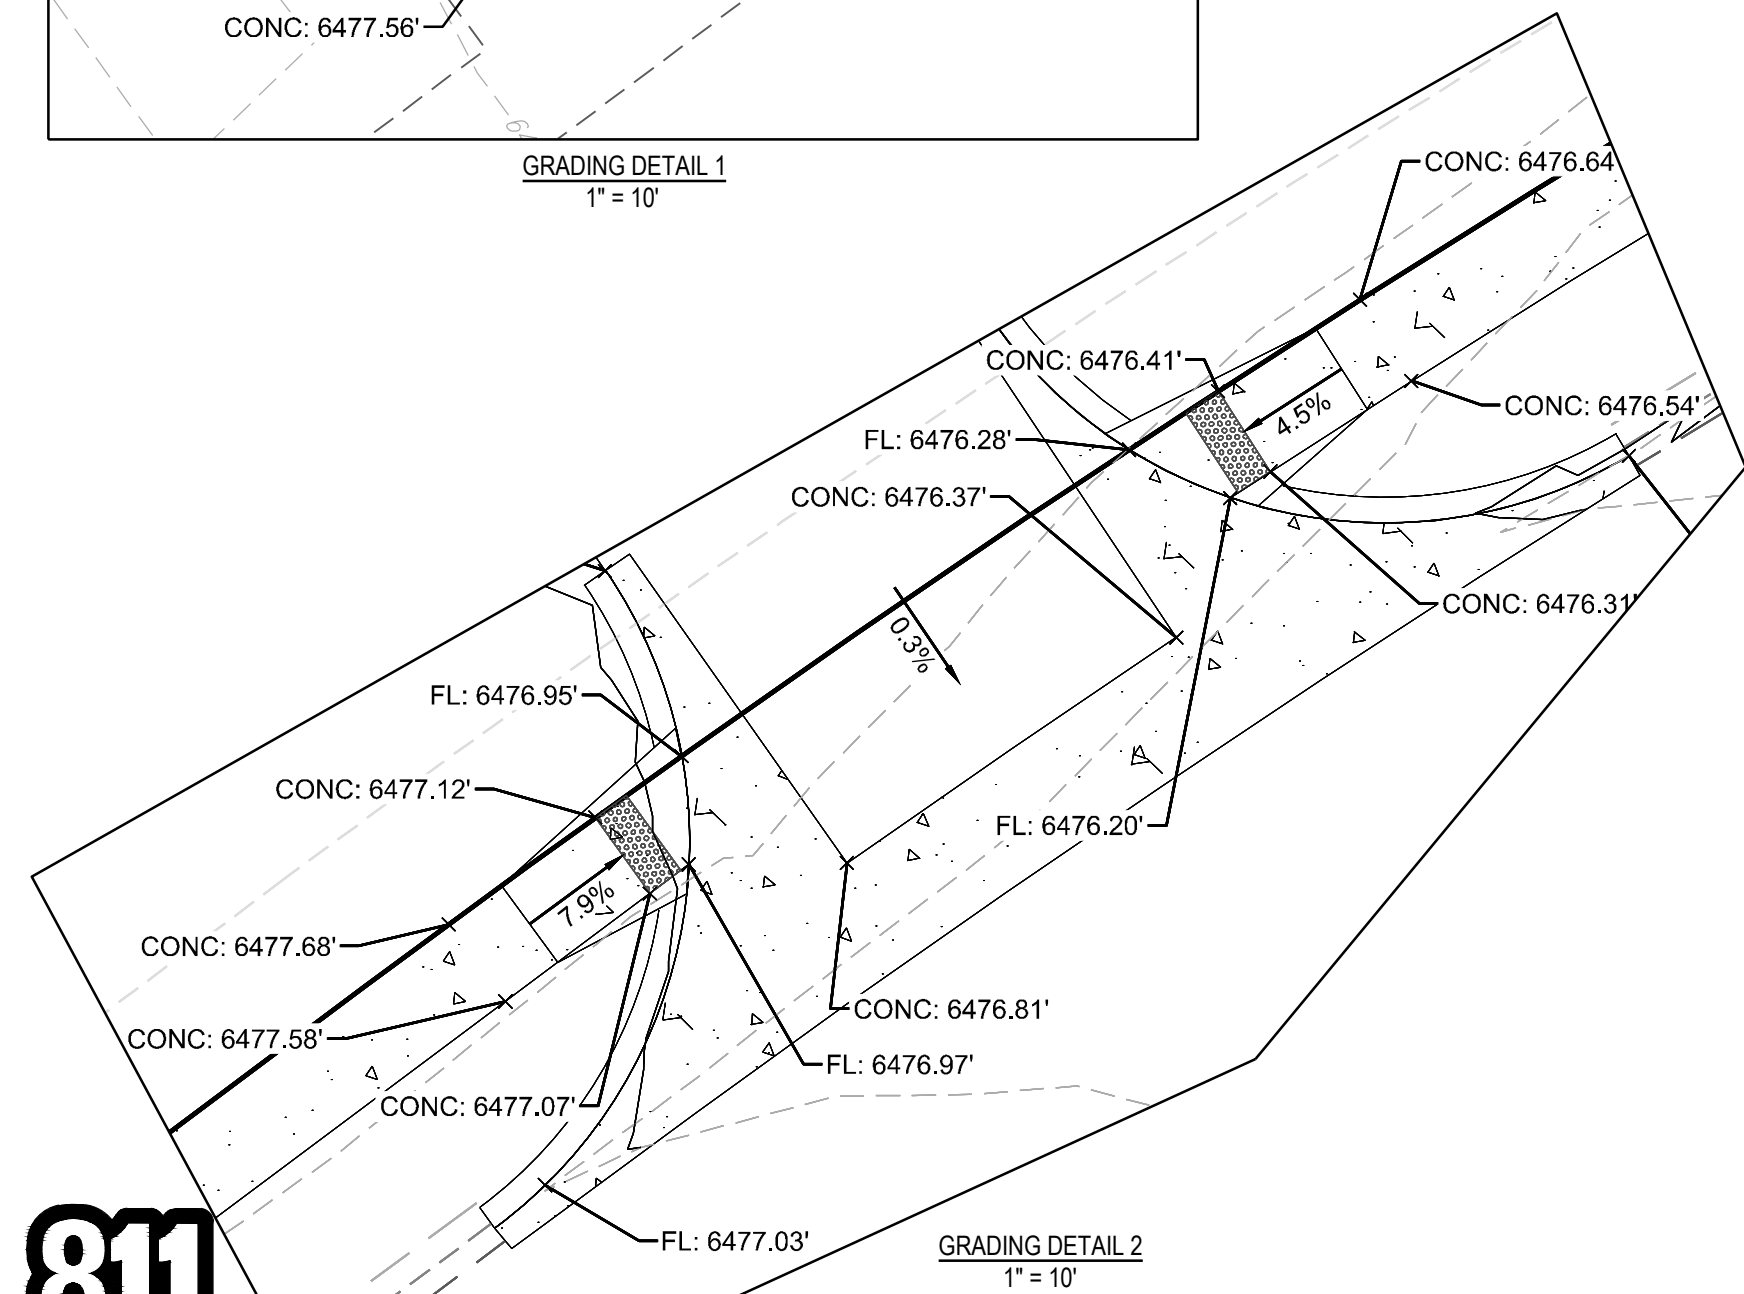 CONC: 6477.56'
GRADING DETAIL 1
1" = 10'
CONC: 6476.64
CONC: 6476.41'
CONC: 6476.54'
4.5%
FL: 6476.28'
CONC: 6476.37'
CONC: 6476.31'
0.3%
FL: 6476.95'
CONC: 6477.12'
FL: 6476.20'
7.9%
CONC: 6477.68'
CONC: 6476.81'
CONC: 6477.58'
FL: 6476.97'
CONC: 6477.07'
FL: 6477.03'
GRADING DETAIL 2
1" = 10'
811